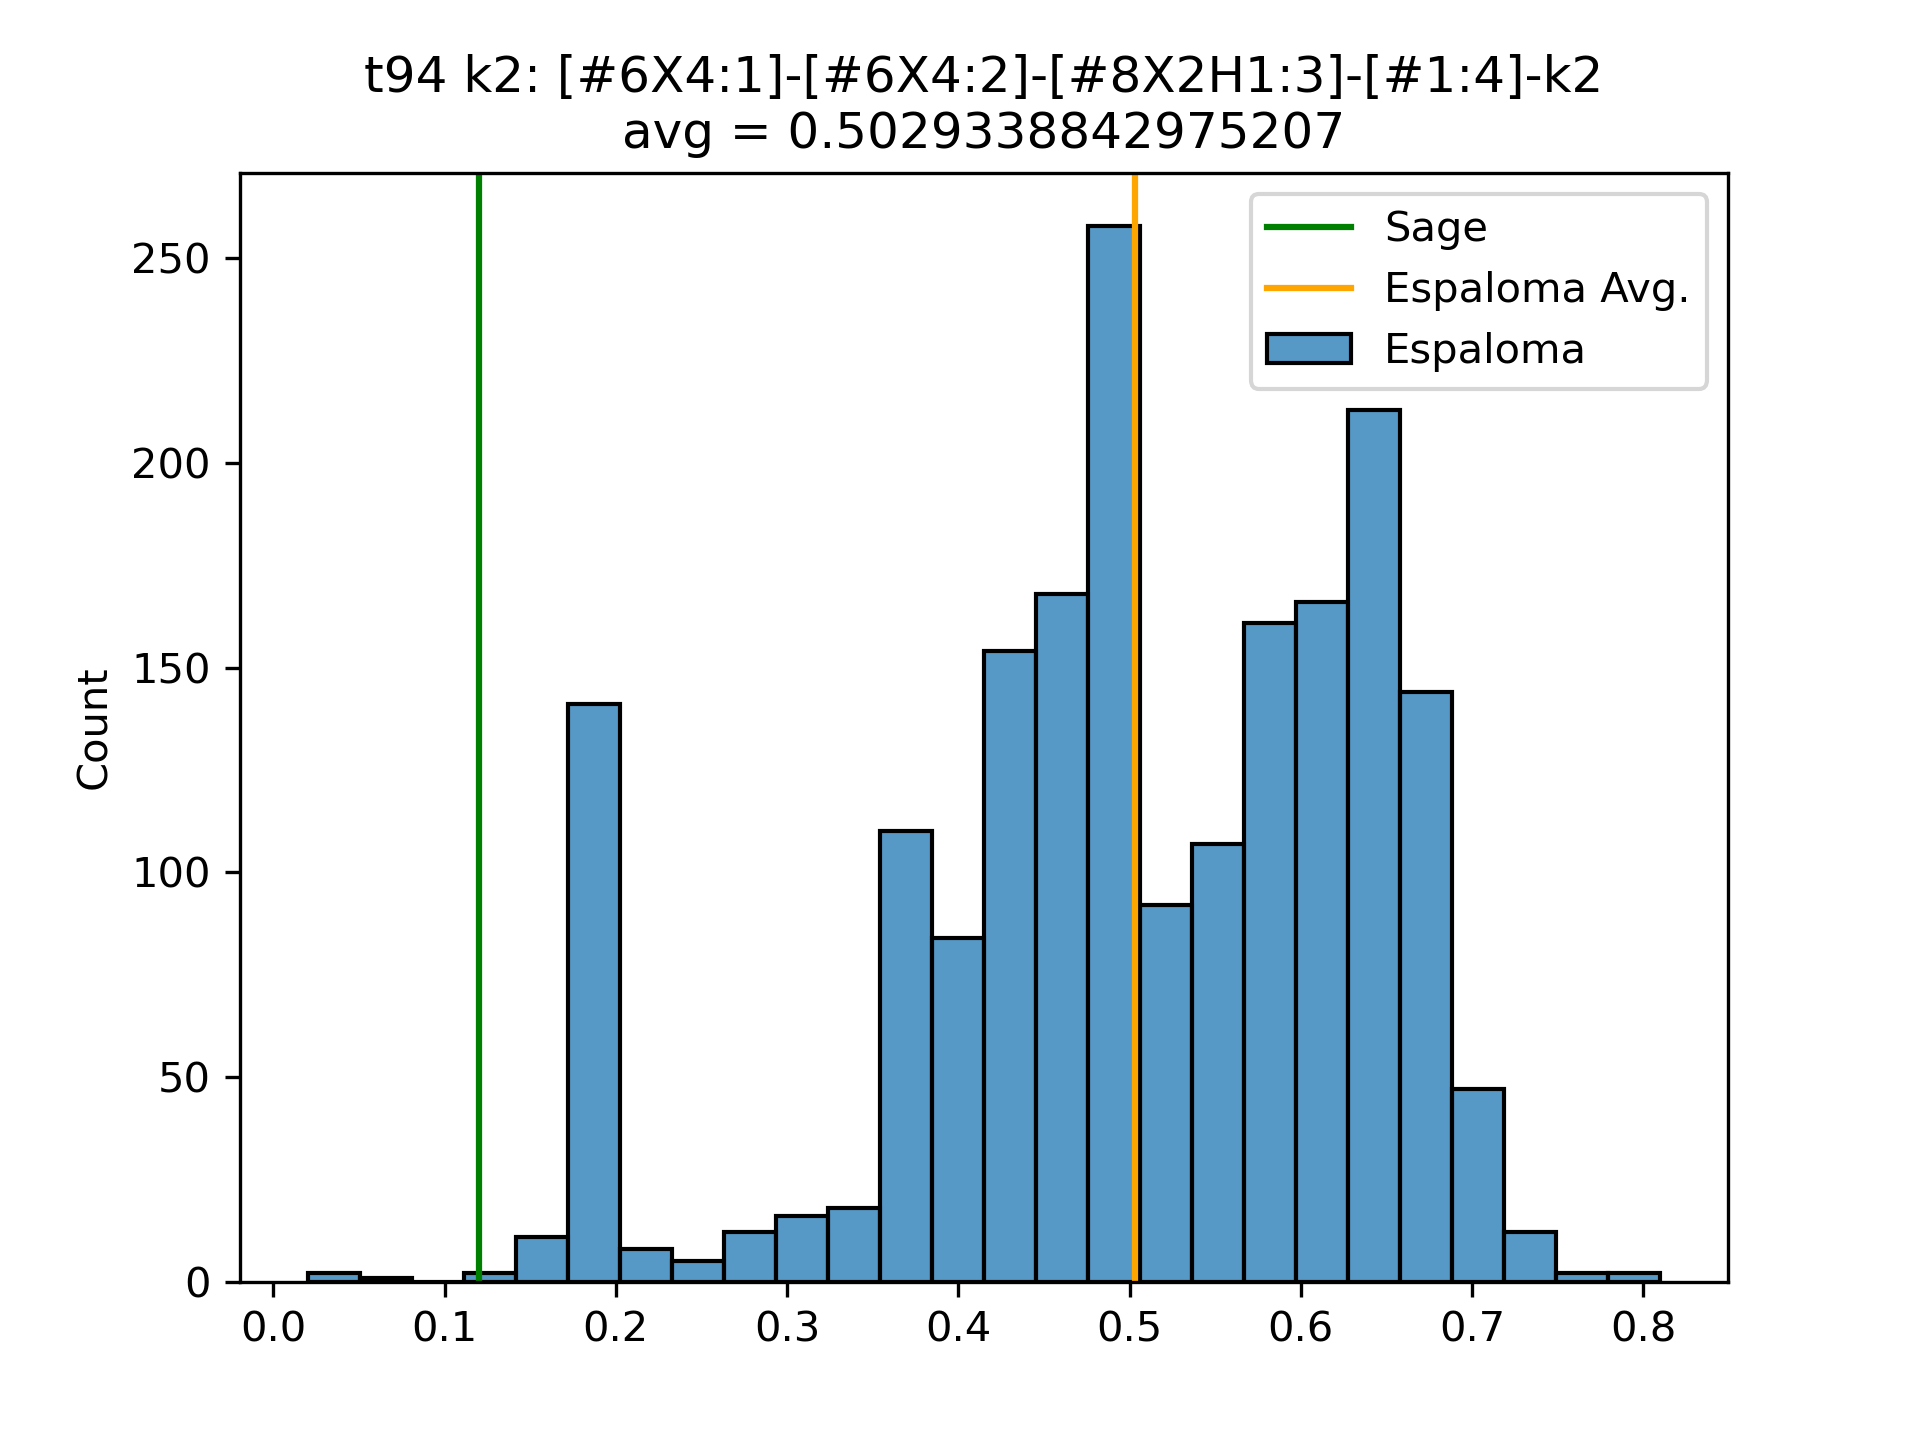 t94 k2: [#6X4:1]-[#6X4:2]-[#8X2H1:3]-[#1:4]-k2
avg = 0.5029338842975207
Sage
Espaloma Avg.
Espaloma
Count
250
200
150
100
50
0
0.0 0.1 0.2 0.3 0.4 0.5 0.6 0.7 0.8